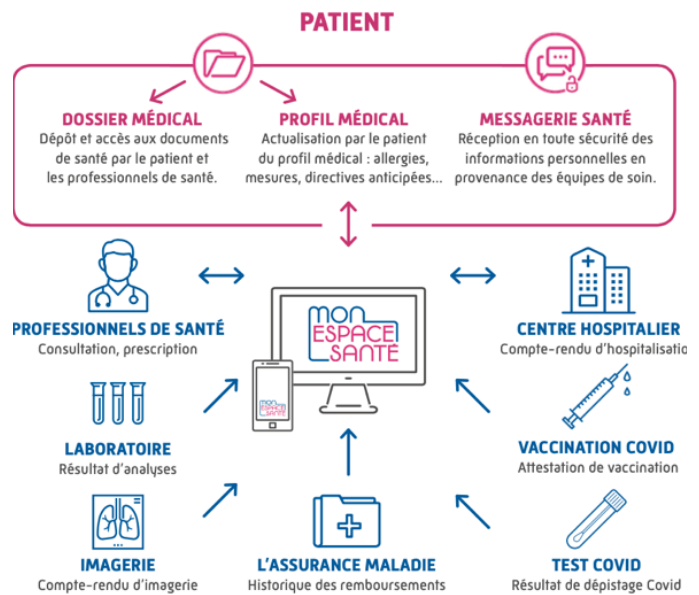 PATIENT
DOSSIER MÉDICAL
Dépôt et accès aux documents
de santé par le patient et
les professionnels de santé.
PROFIL MÉDICAL
Actualisation par le patient
du profil médical : allergies,
mesures, directives anticipées...
MESSAGERIE SANTÉ
Réception en toute sécurité des
informations personnelles en
provenance des équipes de soin.
PROFESSIONNELS DE SANTÉ
Consultation, prescription
MON
ESPACE
SANTÉ
MON
ESPACE
SANTÉ
CENTRE HOSPITALIER
Compte-rendu d'hospitalisatio
LABORATOIRE
Résultat d'analyses
VACCINATION COVID
Attestation de vaccination
IMAGERIE
Compte-rendu d'imagerie
L'ASSURANCE MALADIE
Historique des remboursements
TEST COVID
Résultat de dépistage Covid